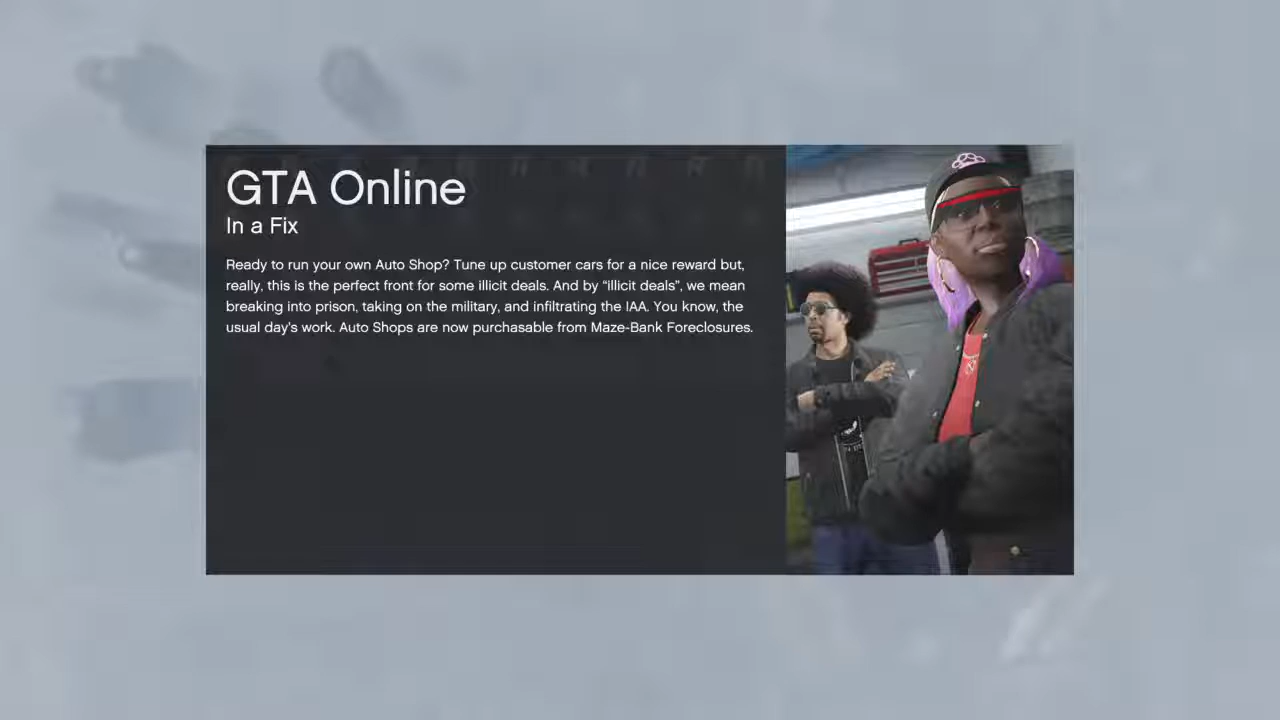 GTA Online
In a Fix
Ready to run your own Auto Shop? Tune up customer cars for a nice reward but,
really, this is the perfect front for some illicit deals. And by “illicit deals”, we mean
breaking into prison, taking on the military, and infiltrating the IAA. You know, the
usual day's work. Auto Shops are now purchasable from Maze-Bank Foreclosures.